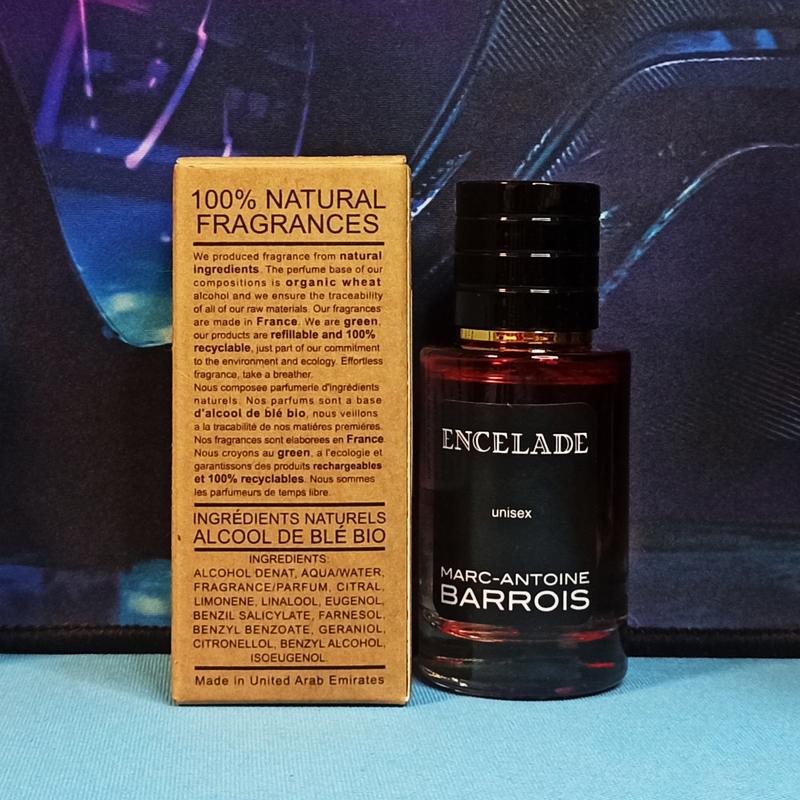 100% NATURAL
FRAGRANCES
We produced fragrance from natural
ingredients. The perfume base of our
compositions is organic wheat
alcohol and we ensure the traceability
of all of our raw materials. Our fragrances
are made in France. We are green,
our products are refillable and 100%
recyclable, just part of our commitment
to the environment and ecology. Effortless
fragrance, take a breather.
Nous composee parfumerie d'ingrédients
naturels. Nos parfums sont a base
d'alcool de blé bio, nous veillons
a la tracabilité de nos matiéres premiéres.
Nos fragrances sont elaborees en France
Nous croyons au green, a l'ecologie et
garantissons des produits rechargeables
et 100% recyclables. Nous sommes
les parfumeurs de temps libre.
INGRÉDIENTS NATURELS
ALCOOL DE BLÉ BIO
INGREDIENTS:
ALCOHOL DENAT, AQUA/WATER,
FRAGRANCE/PARFUM, CITRAL,
LIMONENE, LINALOOL, EUGENOL,
BENZIL SALICYLATE, FARNESOL,
BENZYL BENZOATE, GERANIOL,
CITRONELLOL, BENZYL ALCOHOL,
ISOEUGENOL
Made in United Arab Emirates
ENCELADE
unisex
MARC-ANTOINE
BARROIS